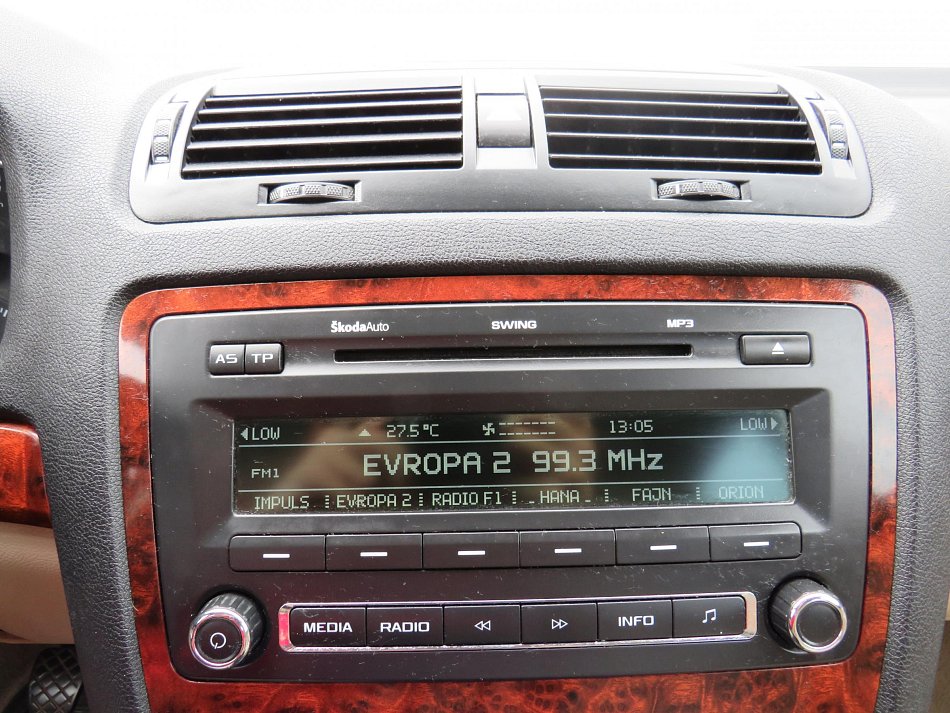 ŠkodaAuto SWING MP3
AS TP
LOW 27.5°C 13:05 LOW
FM1 EVROPA 2 99.3 MHz
IMPULS EVROPA 2 RADIO F1 HANA FAJN ORION
MEDIA RADIO INFO